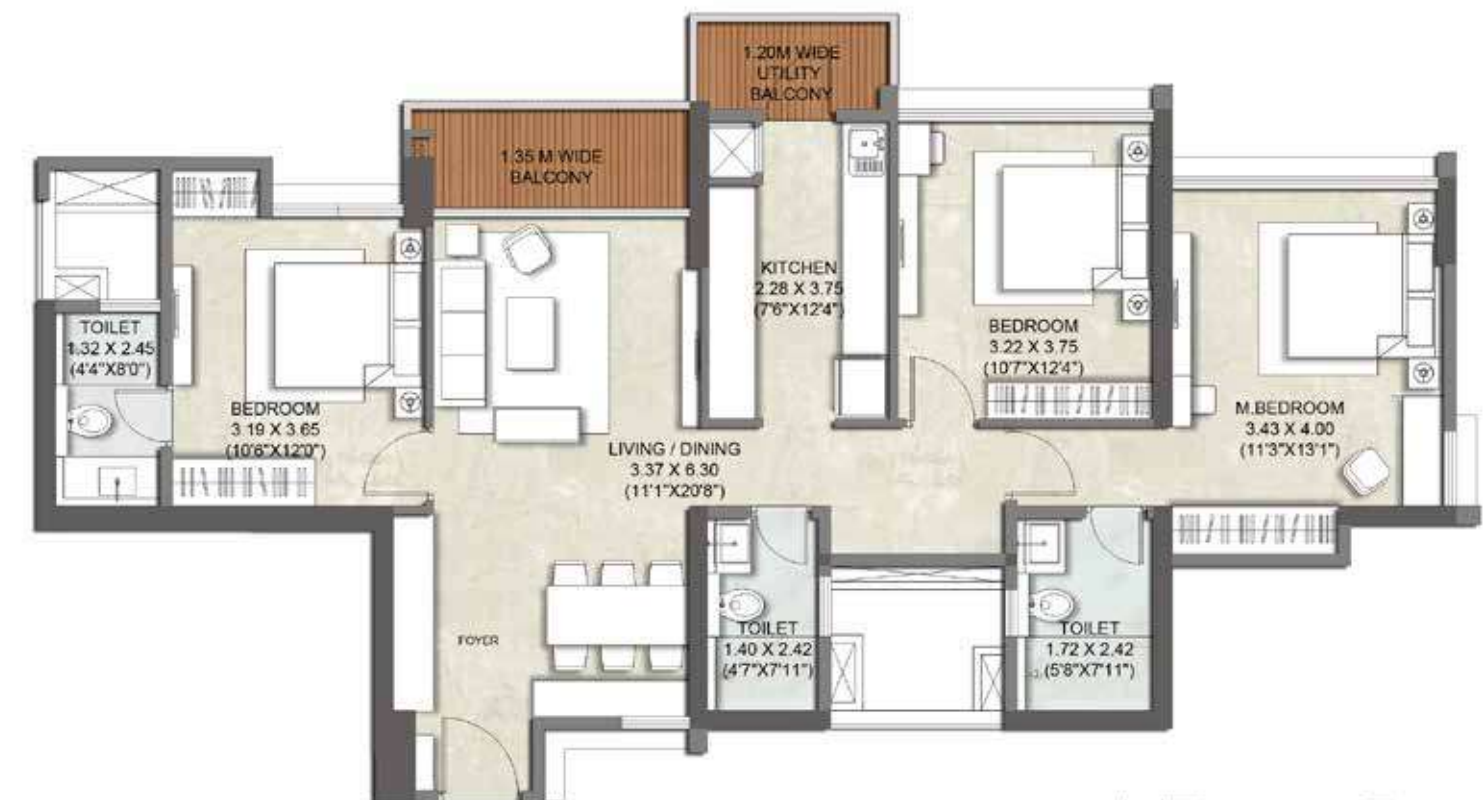 1.20M WIDE
UTILITY
BALCONY
1.35 M WIDE
BALCONY
TOILET
1.32 X 2.45
(4'4"X8'0")
BEDROOM
3.19 X 3.65
(10'6"X12'0")
LIVING / DINING
3.37 X 6.30
(11'1"X20'8")
KITCHEN
2.28 X 3.75
(7'6"X12'4")
BEDROOM
3.22 X 3.75
(10'7"X12'4")
M.BEDROOM
3.43 X 4.00
(11'3"X13'1")
FOYER
TOILET
1.40 X 2.42
(4'7"X7'11")
TOILET
1.72 X 2.42
(5'8"X7'11")